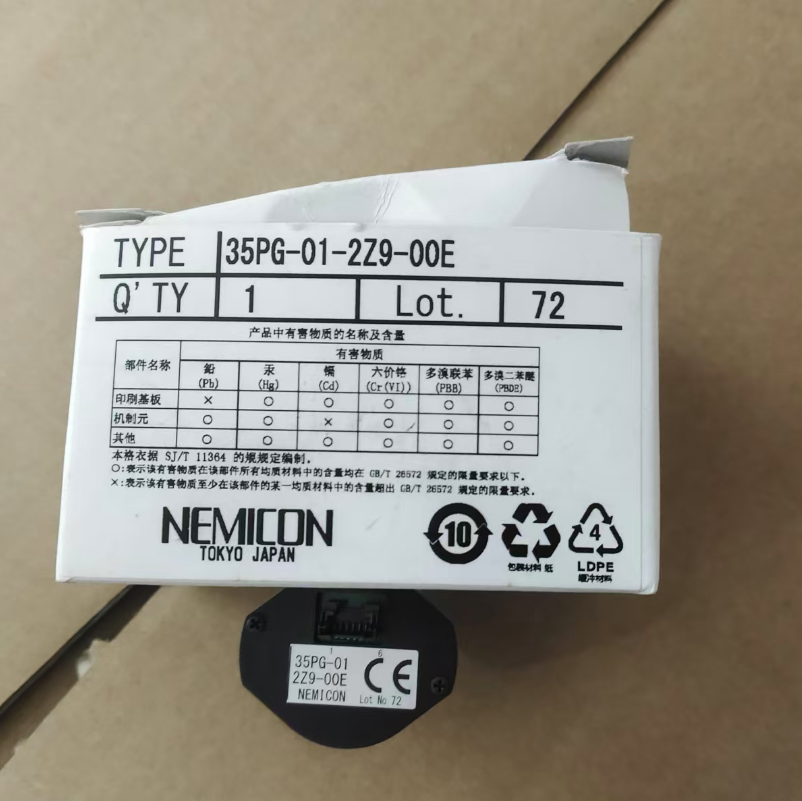 TYPE 35PG-01-2Z9-00E
Q'TY 1 Lot. 72
产品中有害物质的名称及含量
部件名称 有害物质
铅 汞 镉 六价铬 多溴联苯 多溴二苯醚
(Pb) (Hg) (Cd) (Cr(VI)) (PBB) (PBDE)
印刷基板 × ○ ○ ○ ○ ○
机制元 ○ ○ × ○ ○ ○
其他 ○ ○ ○ ○ ○ ○
本格衣据 SJ/T 11364 的规规定编制.
○:表示该有害物质在该部件所有均质材料中的含量均在 GB/T 26572 规定的限量要求以下.
×:表示该有害物质至少在该部件的某一均质材料中的含量超出 GB/T 26572 规定的限量要求.
NEMICON
TOKYO JAPAN
10
包装材料 纸
4
LDPE
缓冲材料
1 6
35PG-01
2Z9-00E
NEMICON
CE
Lot No 72